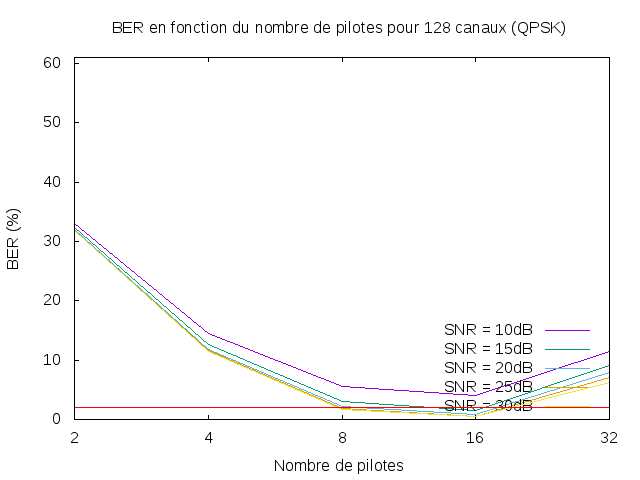 BER en fonction du nombre de pilotes pour 128 canaux (QPSK)
60
50
40
30
20
10
0
BER (%)
SNR = 10dB
SNR = 15dB
SNR = 20dB
SNR = 25dB
SNR = 30dB
2 4 8 16 32
Nombre de pilotes